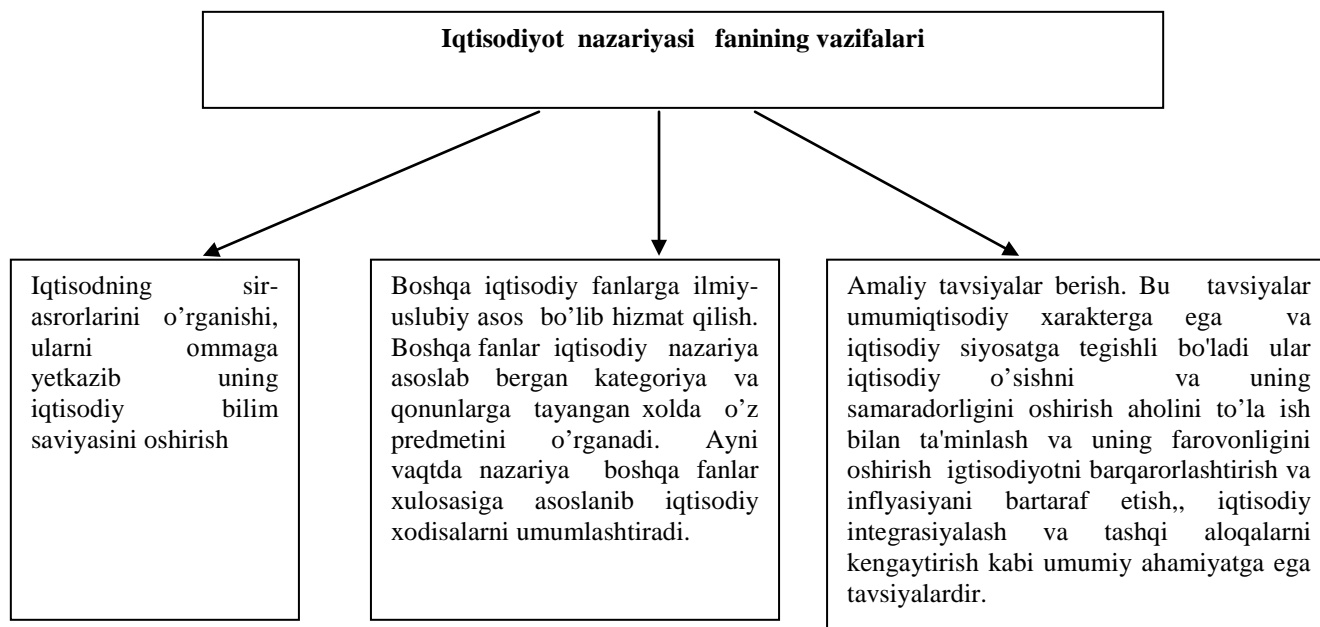 Iqtisodiyot nazariyasi fanining vazifalari
Iqtisodning sir-
asrorlarini o’rganishi,
ularni ommaga
yetkazib uning
iqtisodiy bilim
saviyasini oshirish
Boshqa iqtisodiy fanlarga ilmiy-
uslubiy asos bo’lib hizmat qilish.
Boshqa fanlar iqtisodiy nazariya
asoslab bergan kategoriya va
qonunlarga tayangan xolda o’z
predmetini o’rganadi. Ayni
vaqtda nazariya boshqa fanlar
xulosasiga asoslanib iqtisodiy
xodisalarni umumlashtiradi.
Amaliy tavsiyalar berish. Bu tavsiyalar
umumiqtisodiy xarakterga ega va
iqtisodiy siyosatga tegishli bo'ladi ular
iqtisodiy o’sishni va uning
samaradorligini oshirish aholini to’la ish
bilan ta'minlash va uning farovonligini
oshirish igtisodiyotni barqarorlashtirish va
inflyasiyani bartaraf etish,, iqtisodiy
integrasiyalash va tashqi aloqalarni
kengaytirish kabi umumiy ahamiyatga ega
tavsiyalardir.